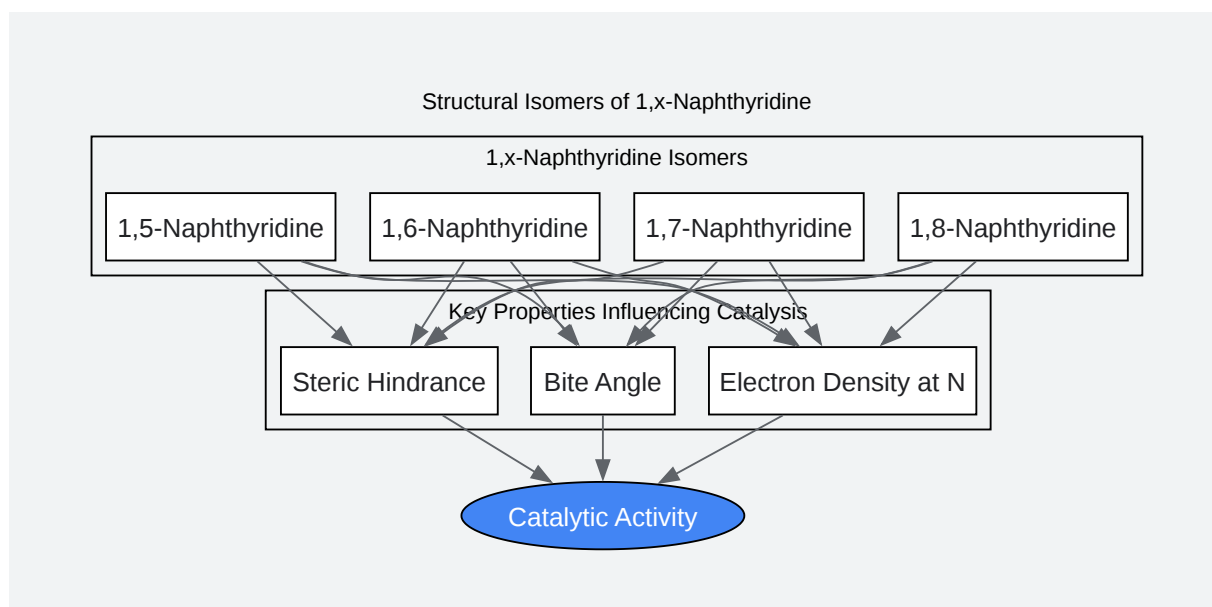 Structural Isomers of 1,x-Naphthyridine
1,x-Naphthyridine Isomers
1,5-Naphthyridine
1,6-Naphthyridine
1,7-Naphthyridine
1,8-Naphthyridine
Key Properties Influencing Catalysis
Steric Hindrance
Bite Angle
Electron Density at N
Catalytic Activity